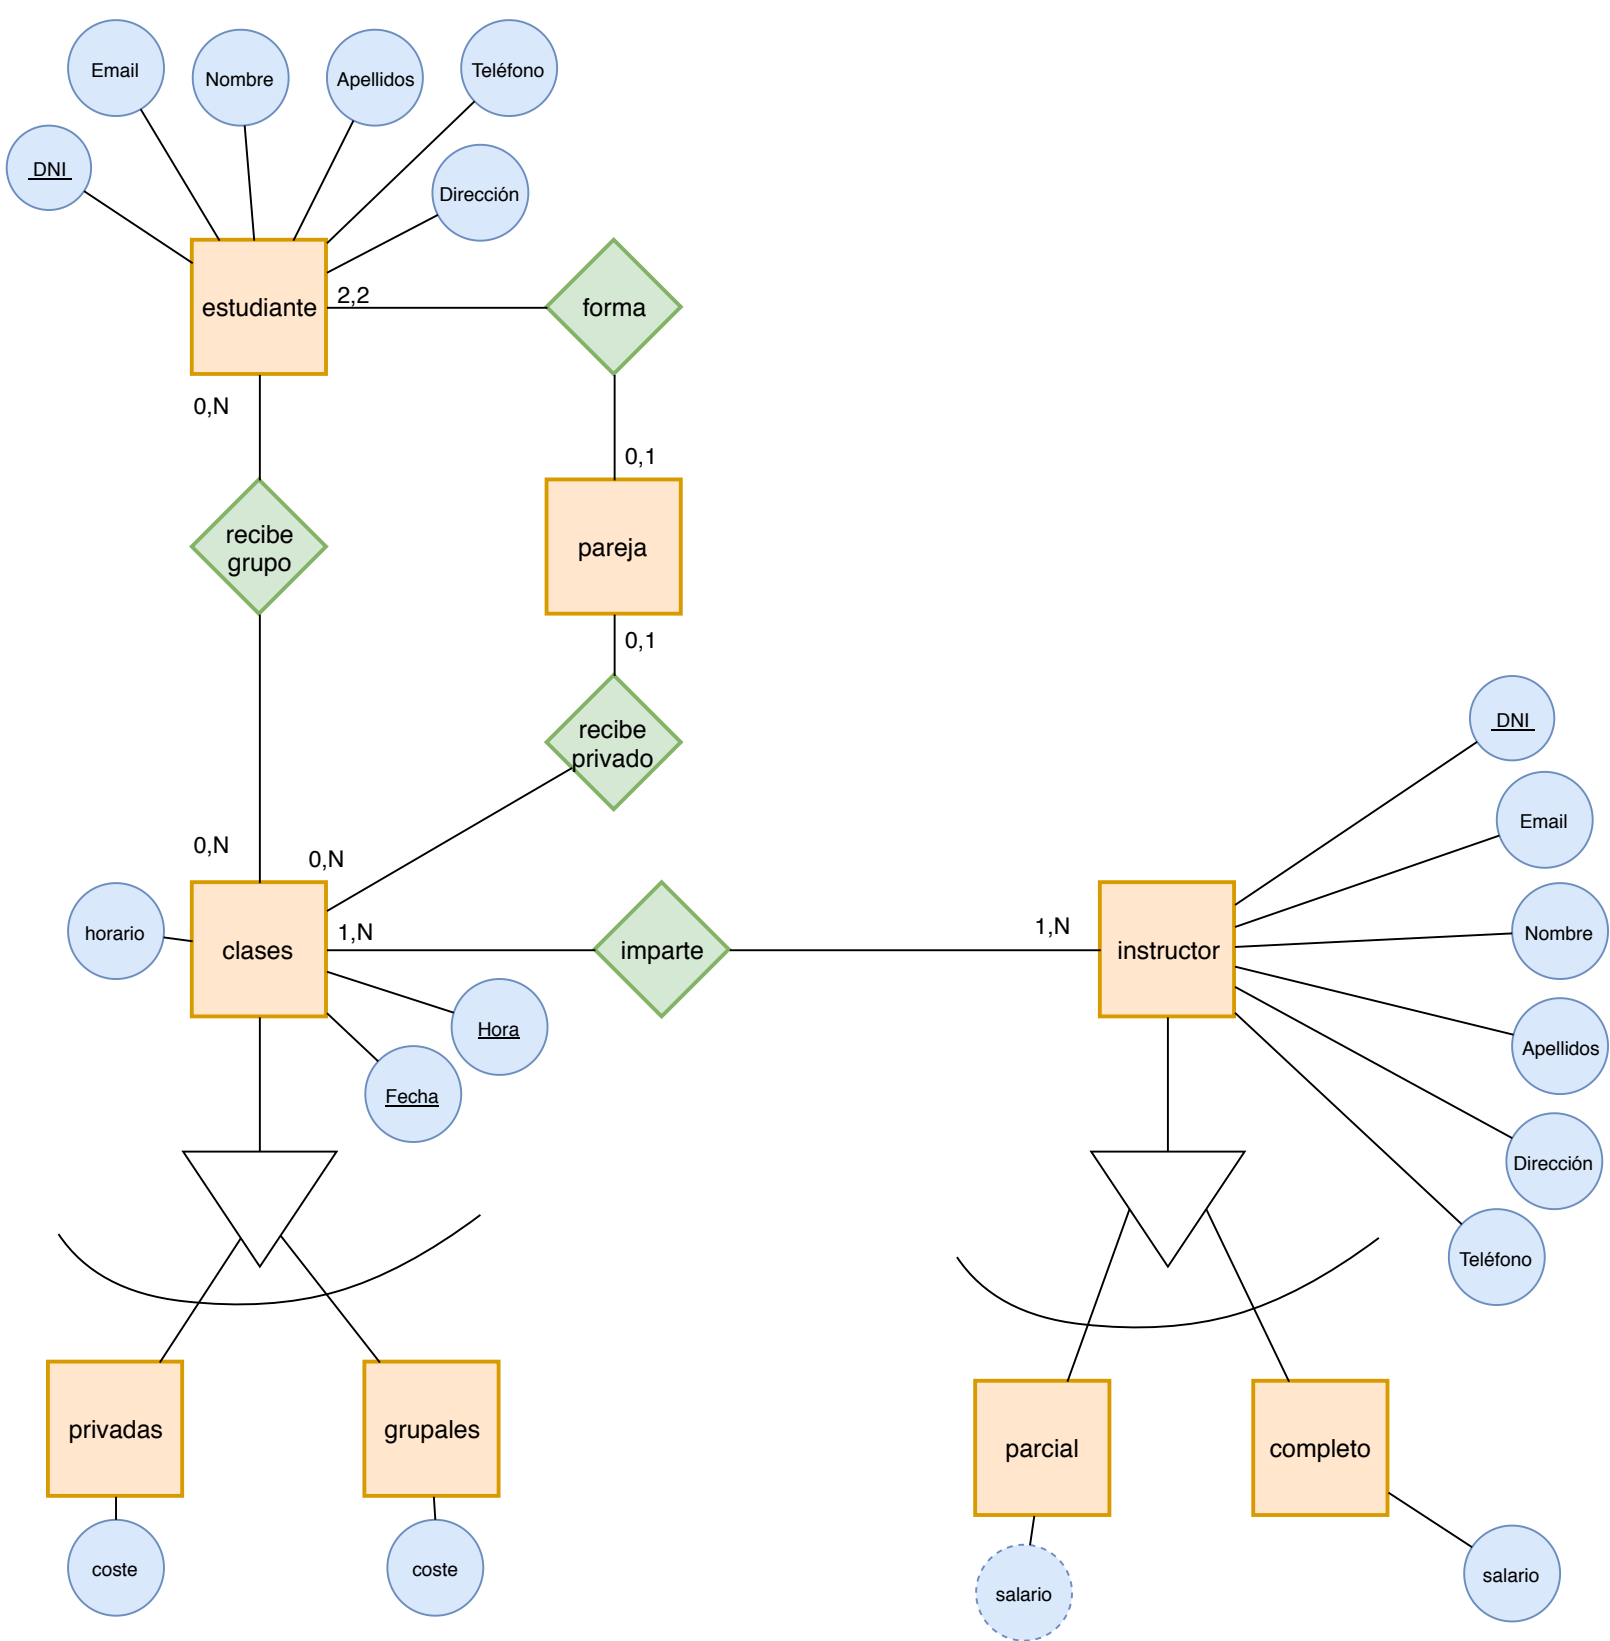 Email
Nombre
Apellidos
Teléfono
DNI
Dirección
estudiante
2,2
forma
0,N
0,1
recibe
grupo
pareja
0,1
recibe
privado
DNI
Email
0,N
0,N
horario
clases
1,N
imparte
1,N
instructor
Nombre
Hora
Apellidos
Fecha
Dirección
Teléfono
privadas
grupales
parcial
completo
coste
coste
salario
salario